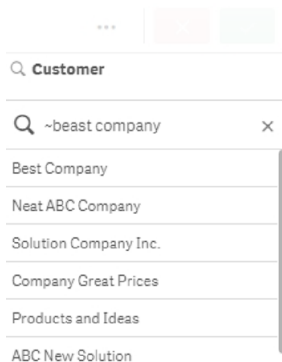 Customer
~beast company
Best Company
Neat ABC Company
Solution Company Inc.
Company Great Prices
Products and Ideas
ABC New Solution